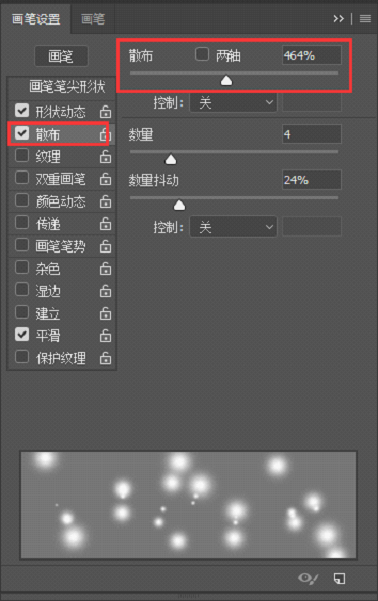 画笔设置 画笔
画笔 散布 两轴 464%
画笔笔尖形状
控制: 关
形状动态
散布 数量 4
纹理
双重画笔 数量抖动 24%
颜色动态
传递 控制: 关
画笔笔势
杂色
湿边
建立
平滑
保护纹理